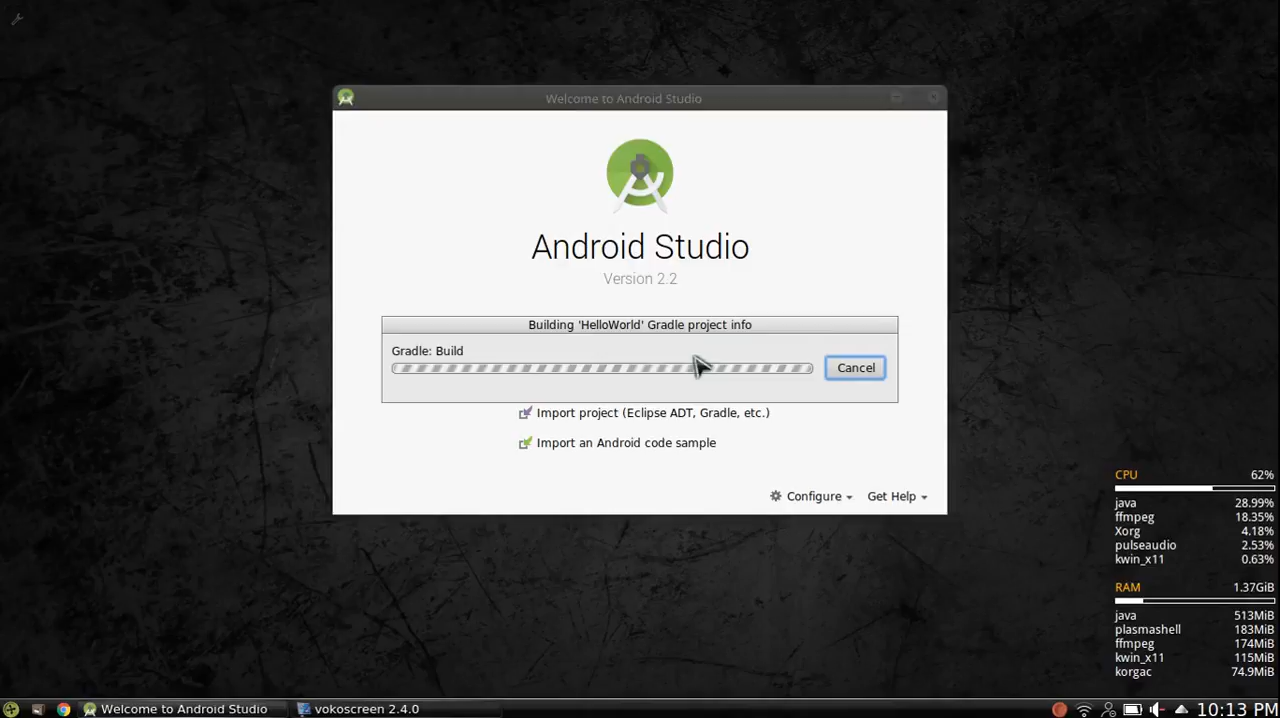 Welcome to Android Studio
Android Studio
Version 2.2
Building 'HelloWorld' Gradle project info
Gradle: Build
Cancel
Import project (Eclipse ADT, Gradle, etc.)
Import an Android code sample
Configure
Get Help
CPU 62%
java 28.99%
ffmpeg 18.35%
Xorg 4.18%
pulseaudio 2.53%
kwin_x11 0.63%
RAM 1.37GiB
java 513MiB
plasmashell 183MiB
ffmpeg 174MiB
kwin_x11 115MiB
korgac 74.9MiB
Welcome to Android Studio
vokoscreen 2.4.0
10:13 PM